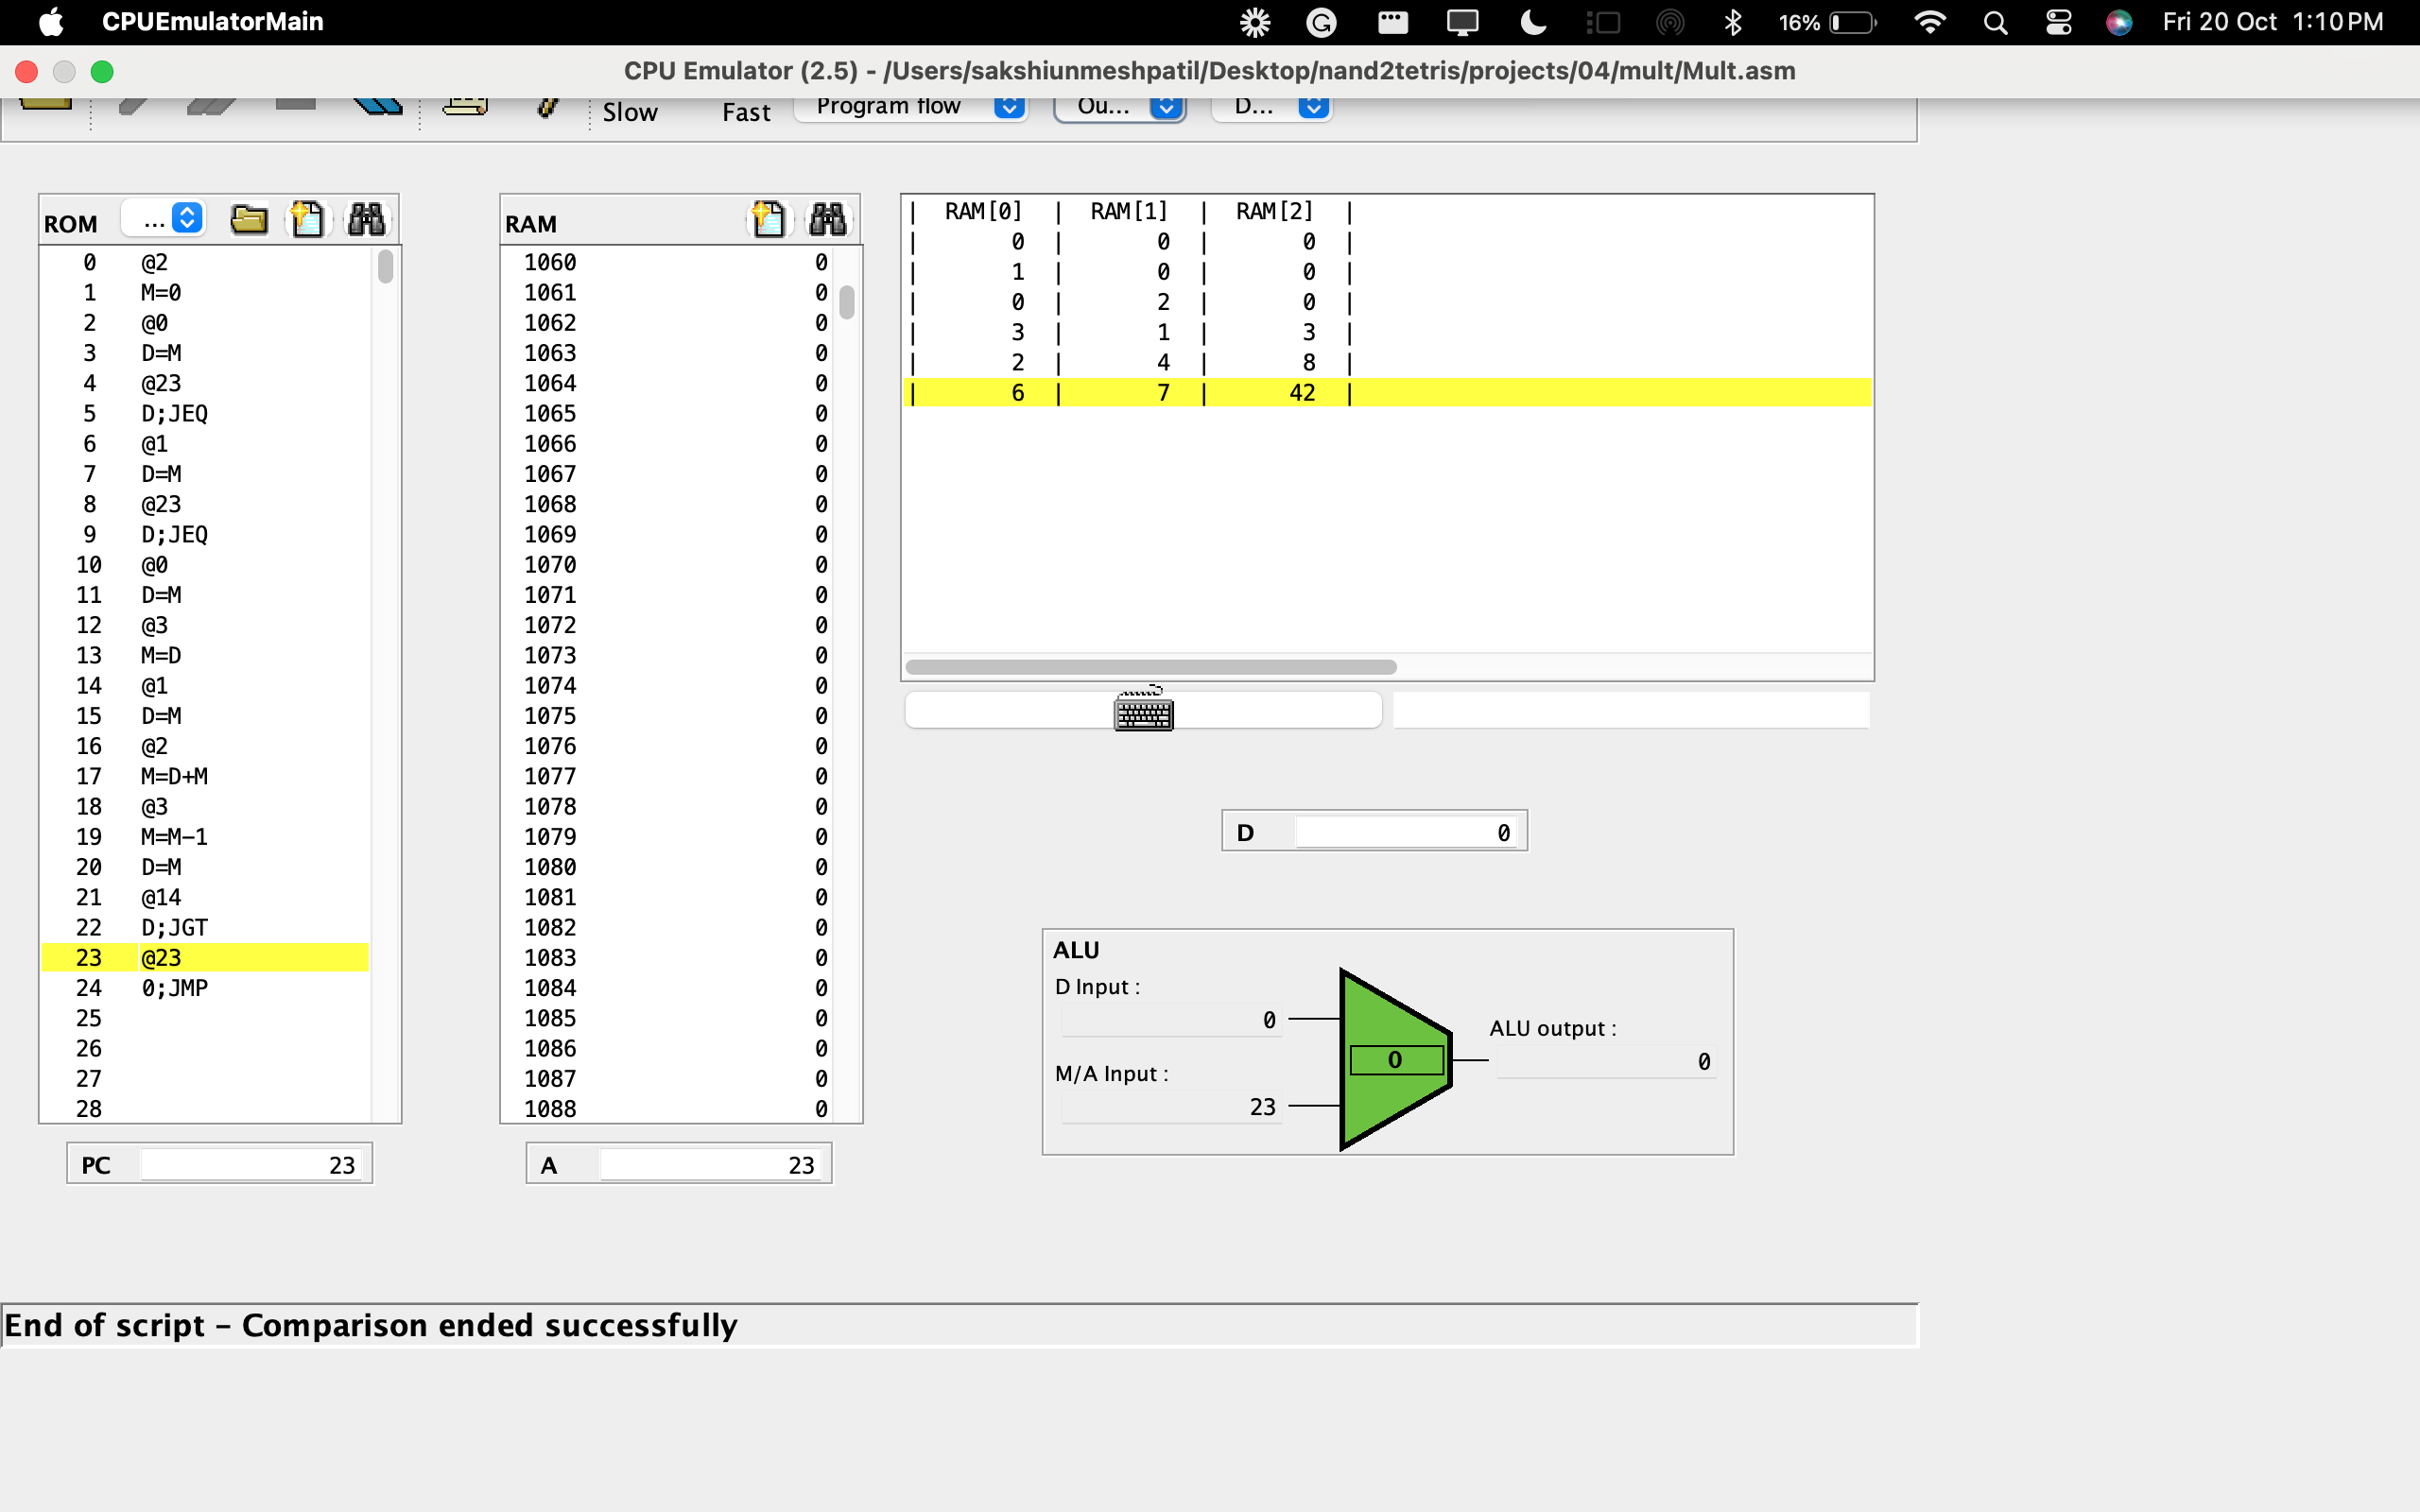 CPUEmulatorMain 16% Fri 20 Oct 1:10 PM
CPU Emulator (2.5) - /Users/sakshiunmeshpatil/Desktop/nand2tetris/projects/04/mult/Mult.asm
Slow Fast Program flow Ou... D...
ROM ...
0 @2
1 M=0
2 @0
3 D=M
4 @23
5 D;JEQ
6 @1
7 D=M
8 @23
9 D;JEQ
10 @0
11 D=M
12 @3
13 M=D
14 @1
15 D=M
16 @2
17 M=D+M
18 @3
19 M=M-1
20 D=M
21 @14
22 D;JGT
23 @23
24 0;JMP
25
26
27
28
PC 23
RAM
1060 0
1061 0
1062 0
1063 0
1064 0
1065 0
1066 0
1067 0
1068 0
1069 0
1070 0
1071 0
1072 0
1073 0
1074 0
1075 0
1076 0
1077 0
1078 0
1079 0
1080 0
1081 0
1082 0
1083 0
1084 0
1085 0
1086 0
1087 0
1088 0
A 23
| RAM[0] | RAM[1] | RAM[2] |
| 0 | 0 | 0 |
| 1 | 0 | 0 |
| 0 | 2 | 0 |
| 3 | 1 | 3 |
| 2 | 4 | 8 |
| 6 | 7 | 42 |
D 0
ALU
D Input :
0
M/A Input :
23
0
ALU output :
0
End of script - Comparison ended successfully